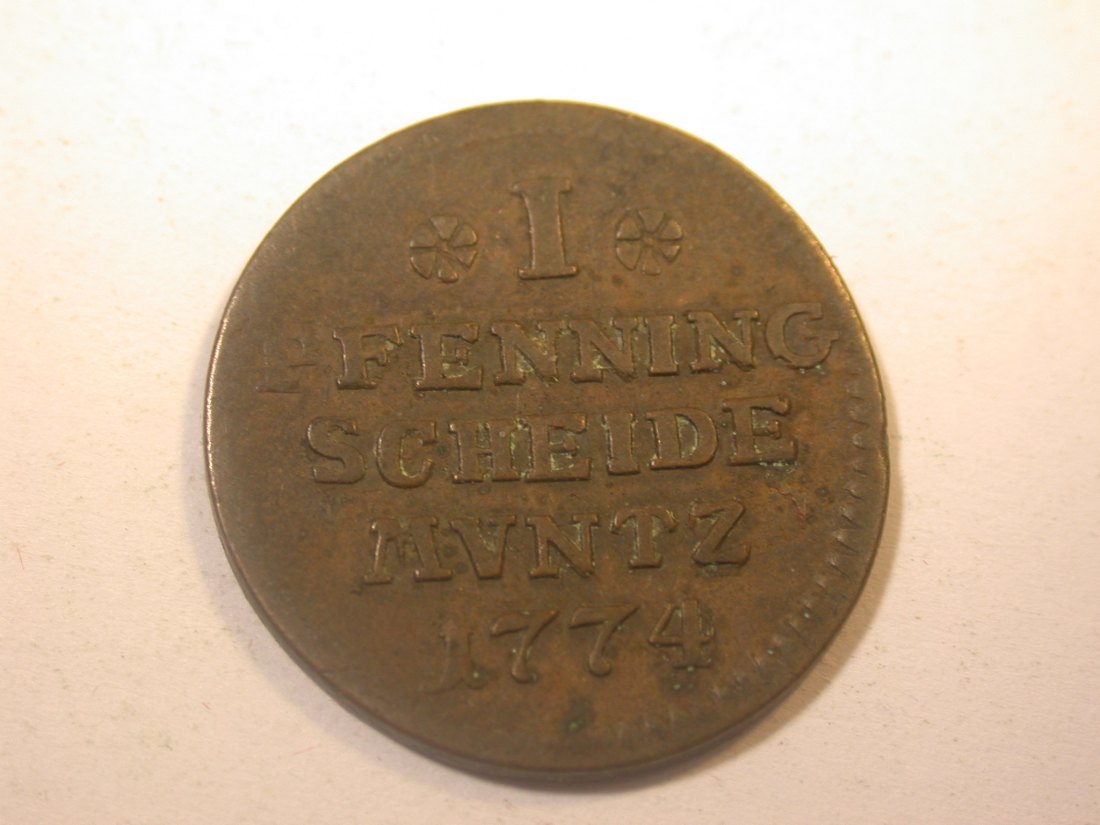 I
PFENNING
SCHEIDE
MVNTZ
1774